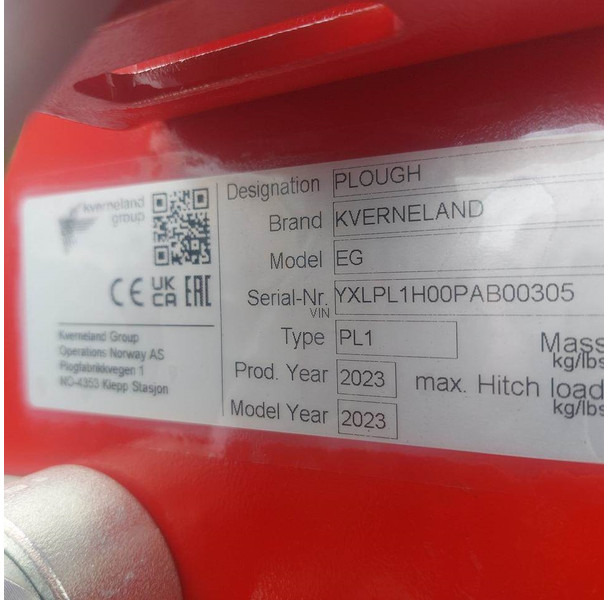 kverneland
group
CE UK CA EAC
Kverneland Group
Operations Norway AS
Plogfabrikkvegen 1
NO-4353 Klepp Stasjon
Designation PLOUGH
Brand KVERNELAND
Model EG
Serial-Nr. YXLPL1H00PAB00305
VIN
Type PL1
Mass
kg/lbs
Prod. Year 2023 max. Hitch load
kg/lbs
Model Year 2023